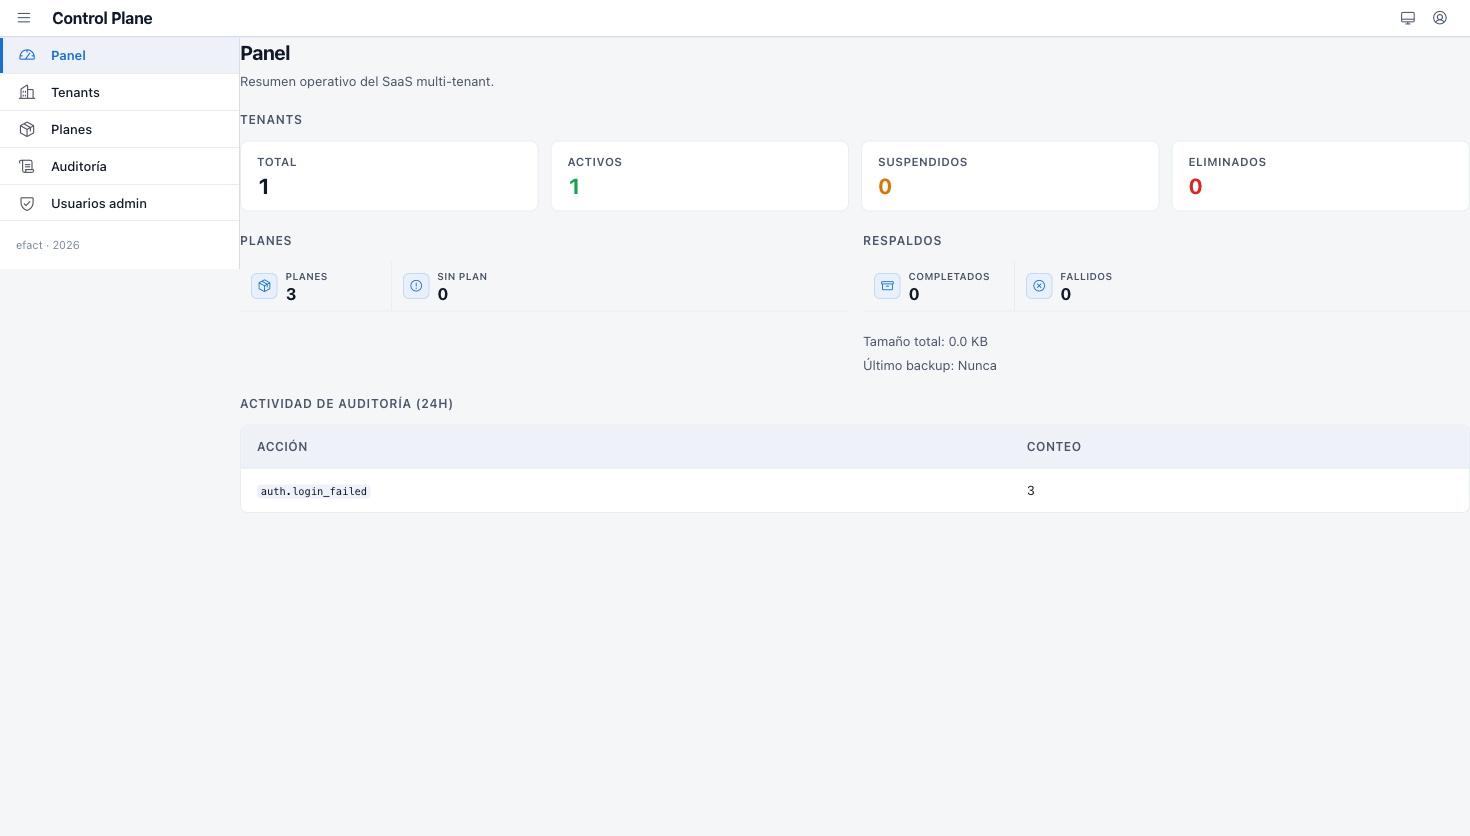 Control Plane
Panel
Tenants
Planes
Auditoría
Usuarios admin
efact · 2026
Panel
Resumen operativo del SaaS multi-tenant.
TENANTS
TOTAL
1
ACTIVOS
1
SUSPENDIDOS
0
ELIMINADOS
0
PLANES
PLANES
3
SIN PLAN
0
RESPALDOS
COMPLETADOS
0
FALLIDOS
0
Tamaño total: 0.0 KB
Último backup: Nunca
ACTIVIDAD DE AUDITORÍA (24H)
ACCIÓN CONTEO
auth.login_failed 3